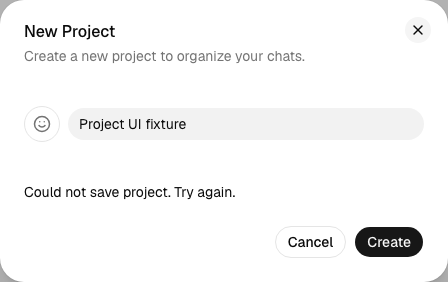 New Project
Create a new project to organize your chats.
Project UI fixture
Could not save project. Try again.
Cancel
Create